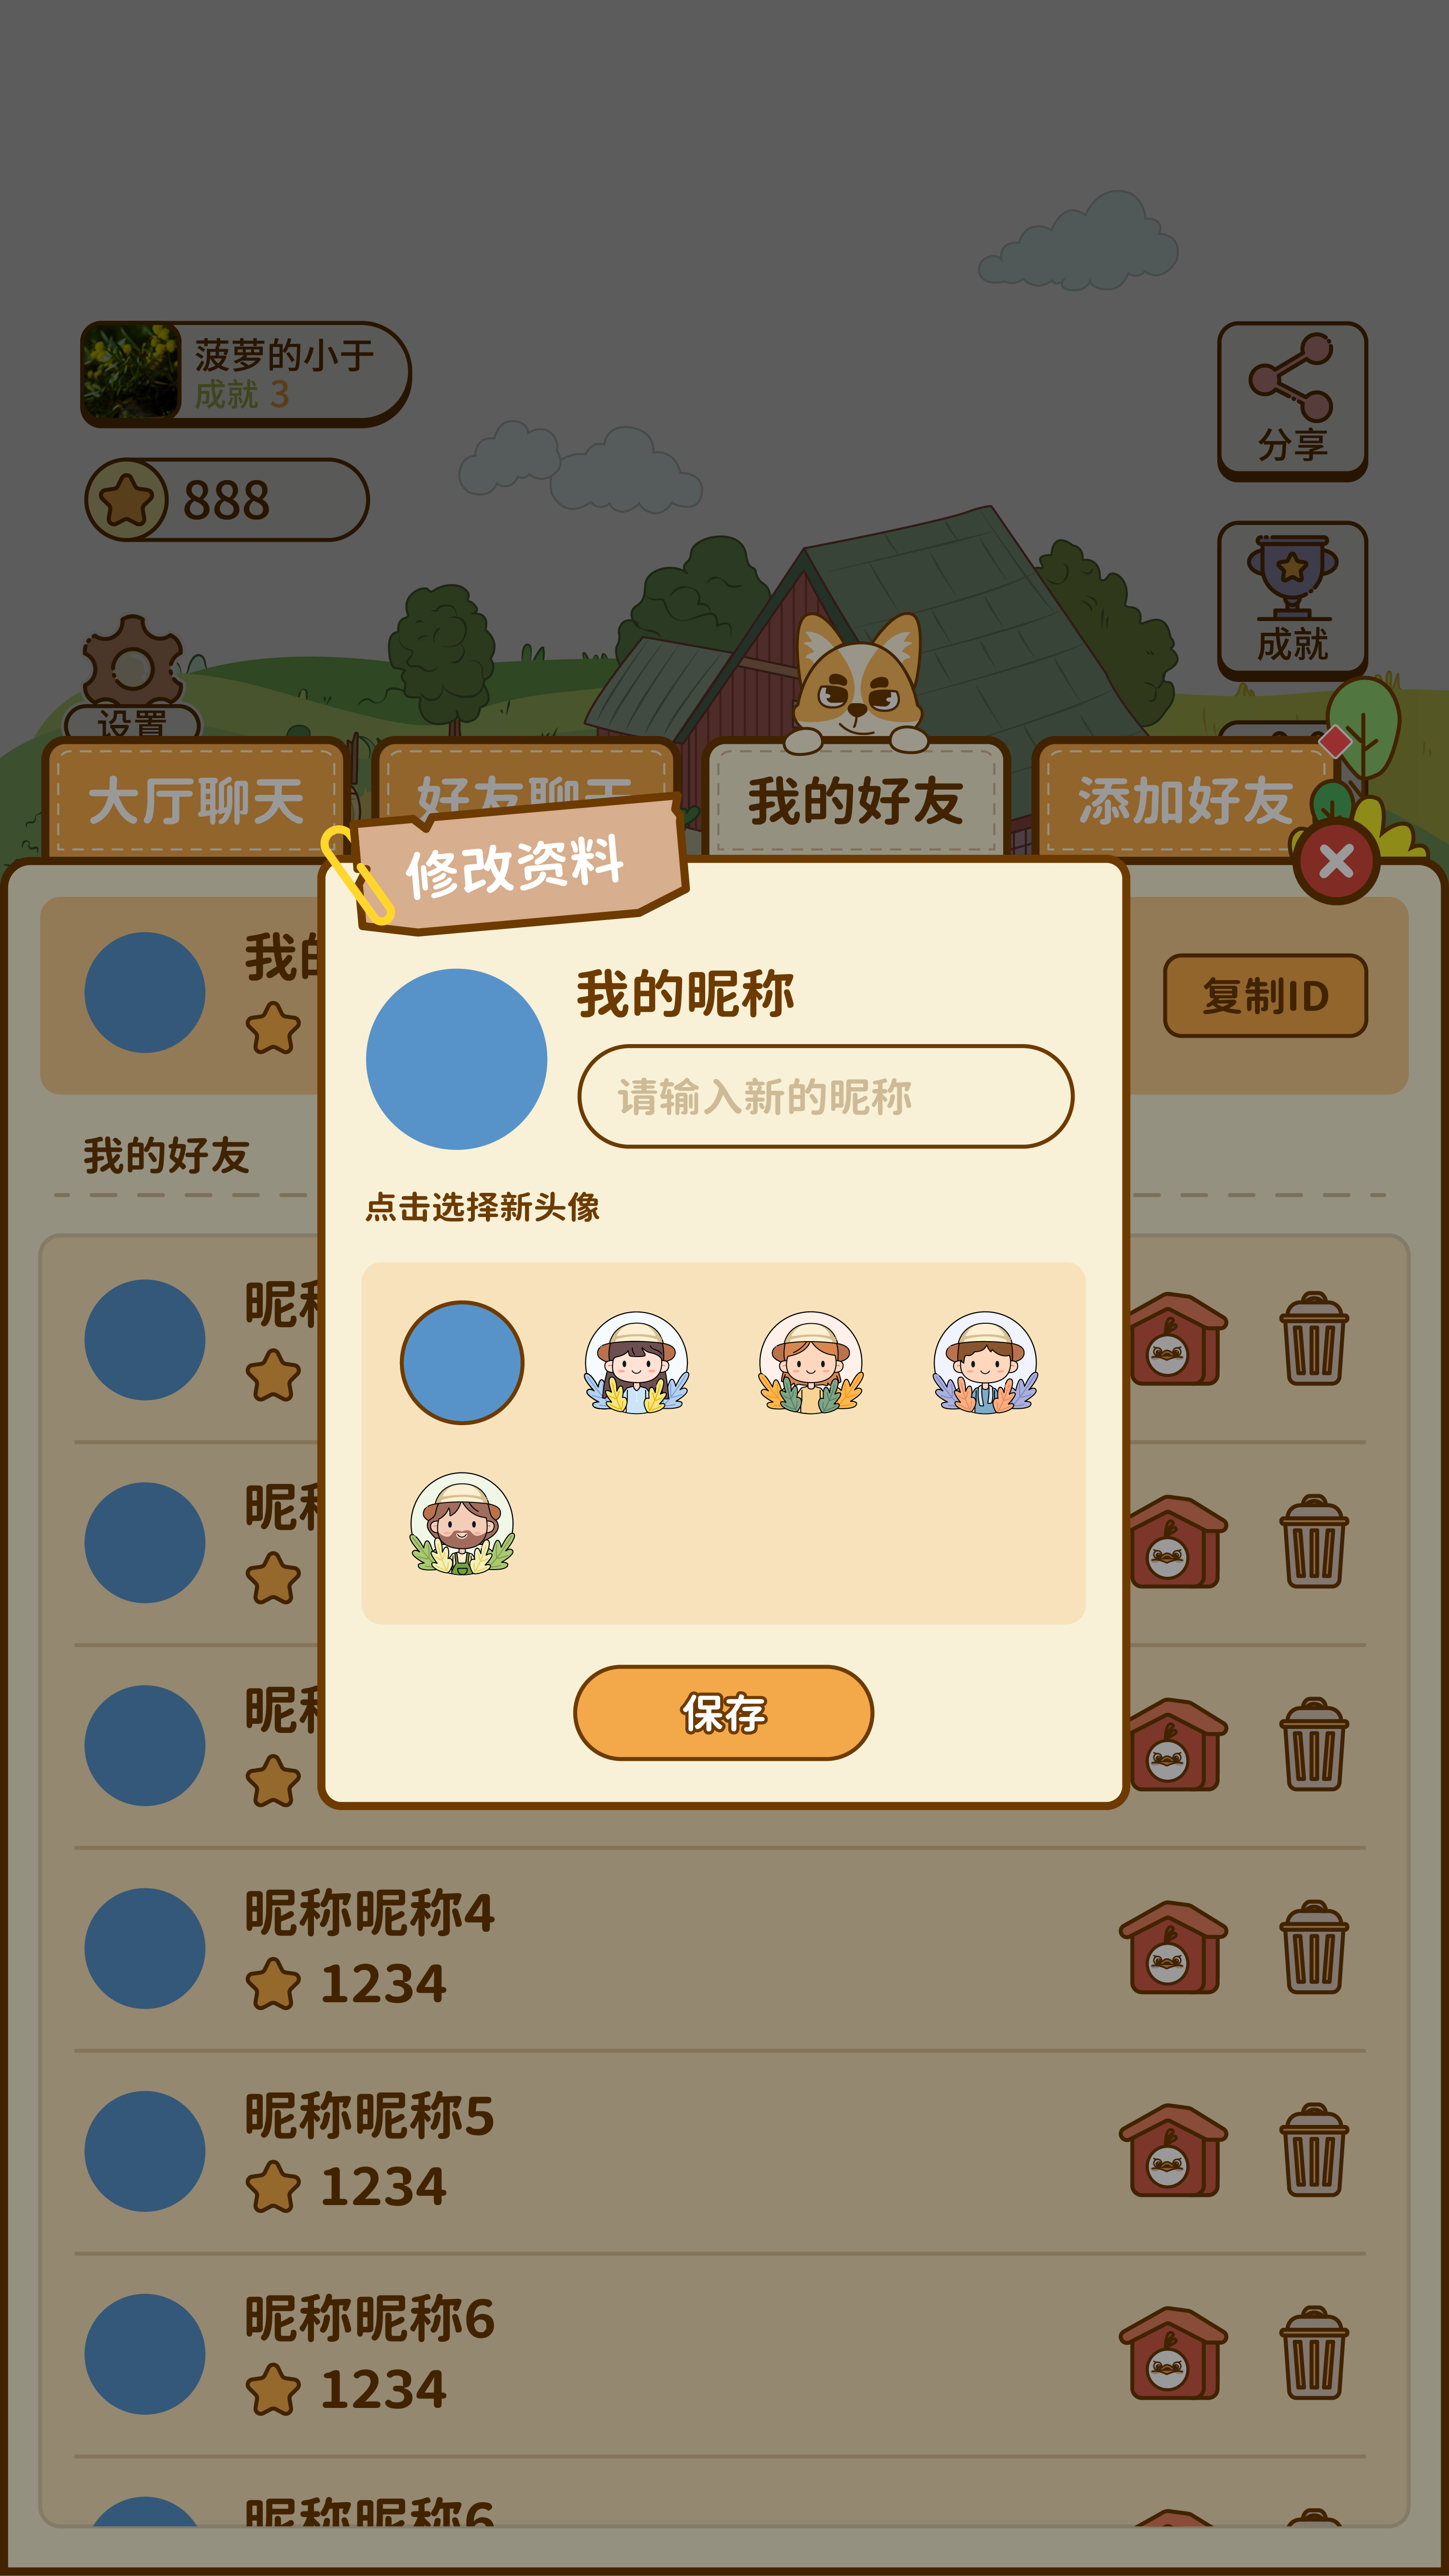 菠萝的小于
成就 3
分享
888
成就
设置
大厅聊天
好友聊天
我的好友
添加好友
修改资料
我的
我的昵称
复制ID
请输入新的昵称
我的好友
点击选择新头像
昵
昵
昵
保存
昵称昵称4
1234
昵称昵称5
1234
昵称昵称6
1234
昵称昵称6